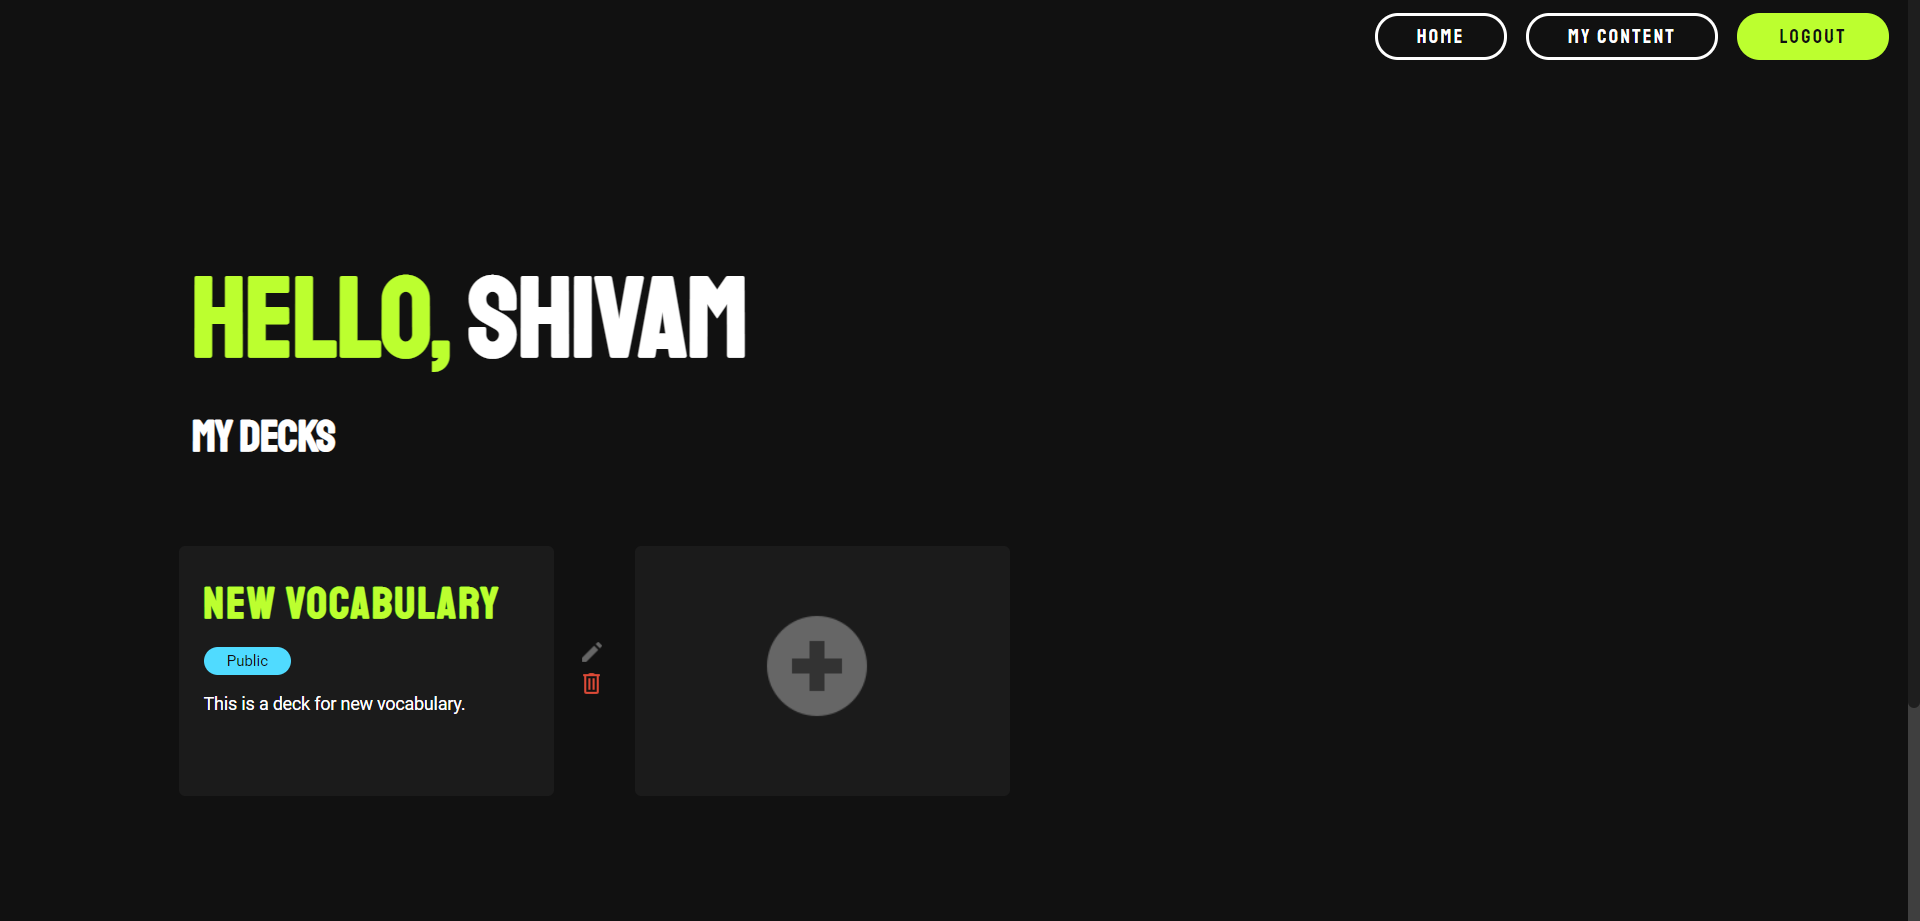 HOME
MY CONTENT
LOGOUT
HELLO, SHIVAM
MY DECKS
NEW VOCABULARY
Public
This is a deck for new vocabulary.